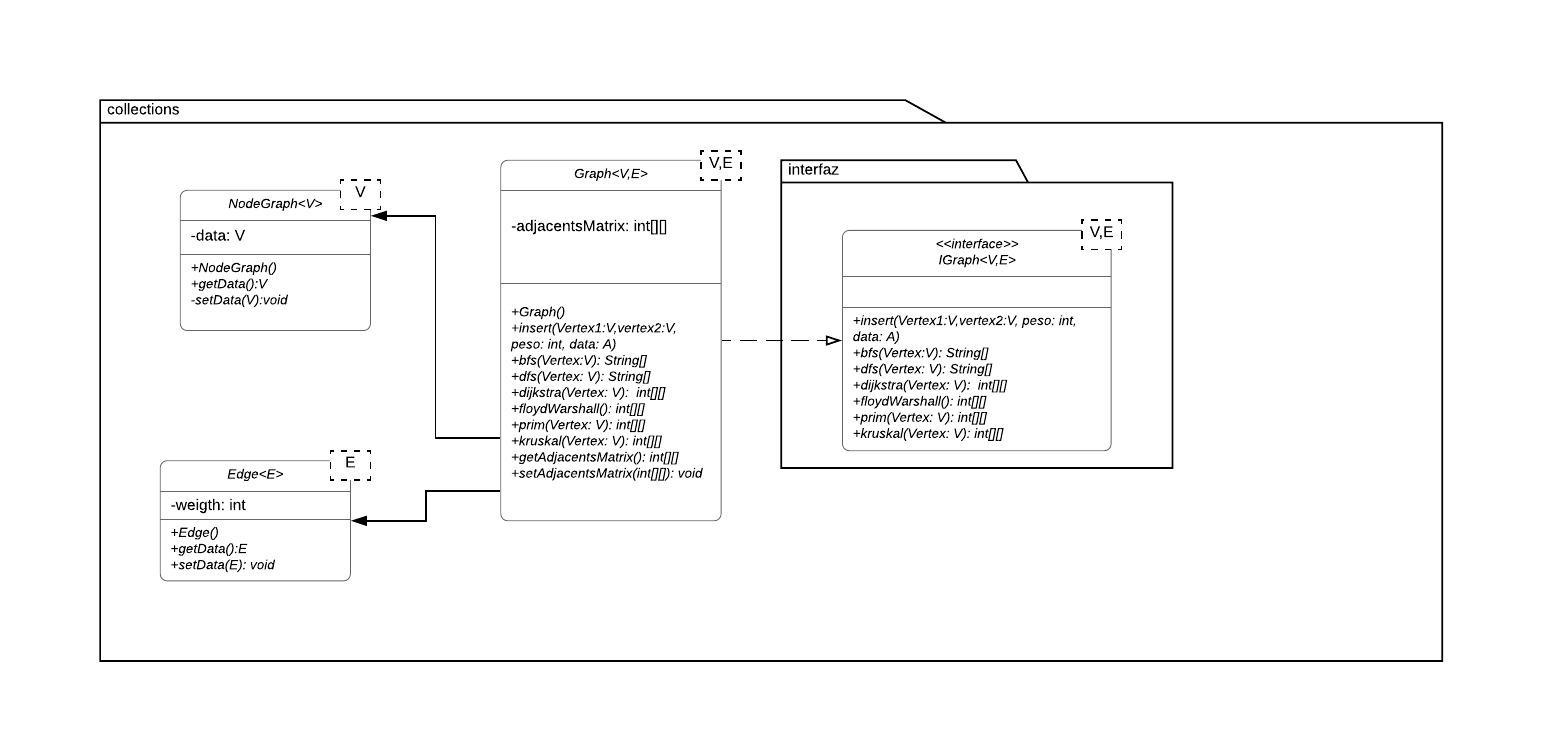 collections
V
NodeGraph<V>
-data: V
+NodeGraph()
+getData():V
-setData(V):void
E
Edge<E>
-weigth: int
+Edge()
+getData():E
+setData(E): void
V,E
Graph<V,E>
-adjacentsMatrix: int[][]
+Graph()
+insert(Vertex1:V,vertex2:V,
peso: int, data: A)
+bfs(Vertex:V): String[]
+dfs(Vertex: V): String[]
+dijkstra(Vertex: V):  int[][]
+floydWarshall(): int[][]
+prim(Vertex: V): int[][]
+kruskal(Vertex: V): int[][]
+getAdjacentsMatrix(): int[][]
+setAdjacentsMatrix(int[][]): void
interfaz
V,E
<<interface>>
IGraph<V,E>
+insert(Vertex1:V,vertex2:V, peso: int,
data: A)
+bfs(Vertex:V): String[]
+dfs(Vertex: V): String[]
+dijkstra(Vertex: V):  int[][]
+floydWarshall(): int[][]
+prim(Vertex: V): int[][]
+kruskal(Vertex: V): int[][]